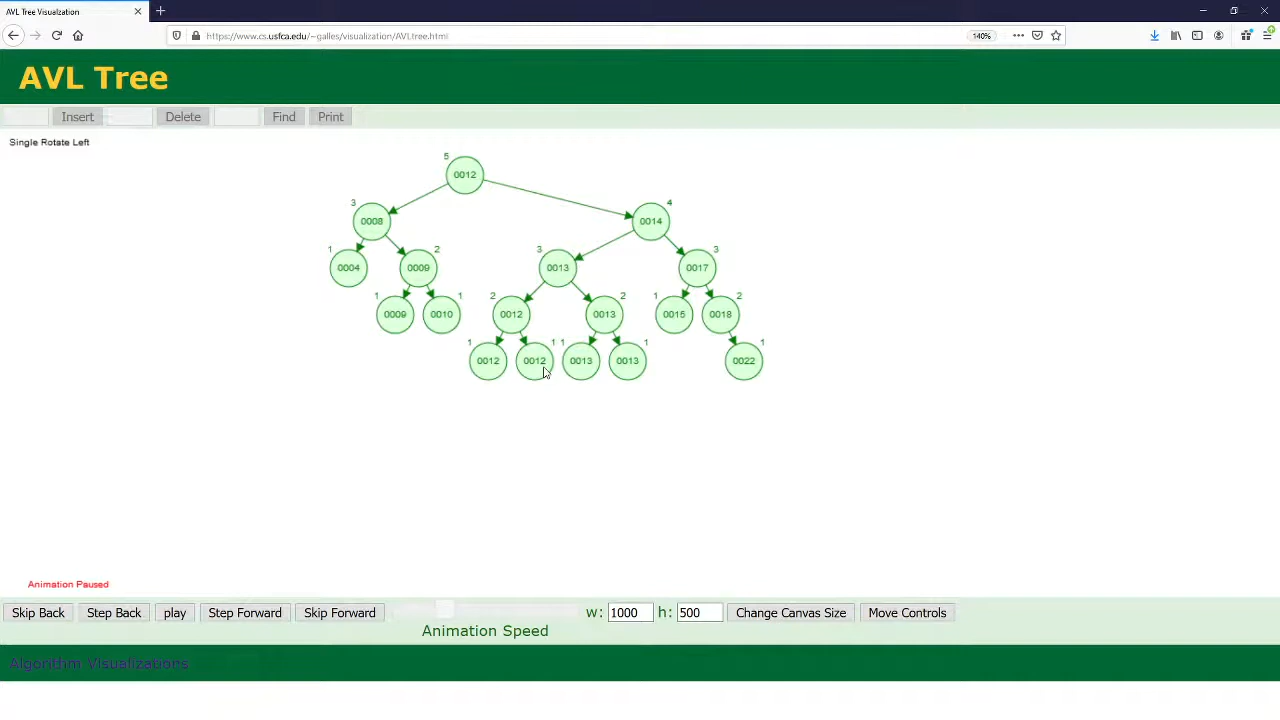 AVL Tree Visualzation
https://www.cs.usfca.edu/~galles/visualization/AVLtree.html
140%
AVL Tree
Insert Delete Find Print
Single Rotate Left
5
0012
3 4
0008 0014
1 2 3 3
0004 0009 0013 0017
1 1 2 2 1 2
0009 0010 0012 0013 0015 0018
1 1 1 1 1
0012 0012 0013 0013 0022
Animation Paused
Skip Back Step Back play Step Forward Skip Forward w: 1000 h: 500 Change Canvas Size Move Controls
Animation Speed
Algorithm Visualizations